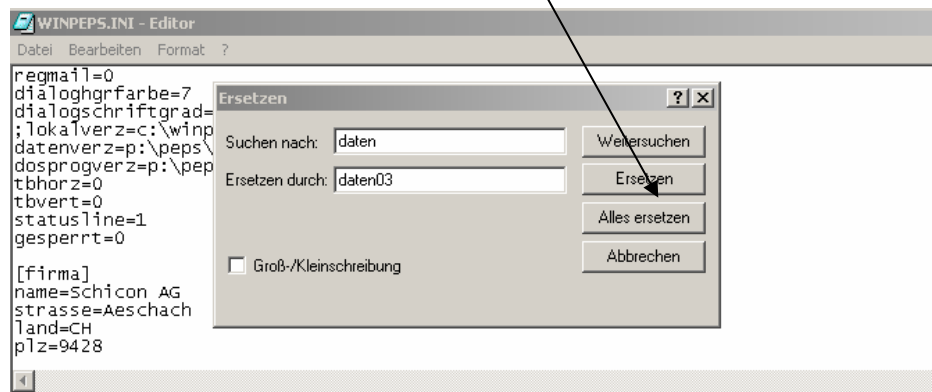 WINPEPS.INI - Editor
Datei Bearbeiten Format ?
regmail=0
dialoghgrfarbe=7
dialogschriftgrad=
;lokalverz=c:\winp
datenverz=p:\peps\
dosprogverz=p:\pep
tbhorz=0
tbvert=0
statusline=1
gesperrt=0
[firma]
name=Schicon AG
strasse=Aeschach
land=CH
plz=9428
Ersetzen
Suchen nach: daten
Weitersuchen
Ersetzen durch: daten03
Ersetzen
Alles ersetzen
Groß-/Kleinschreibung
Abbrechen